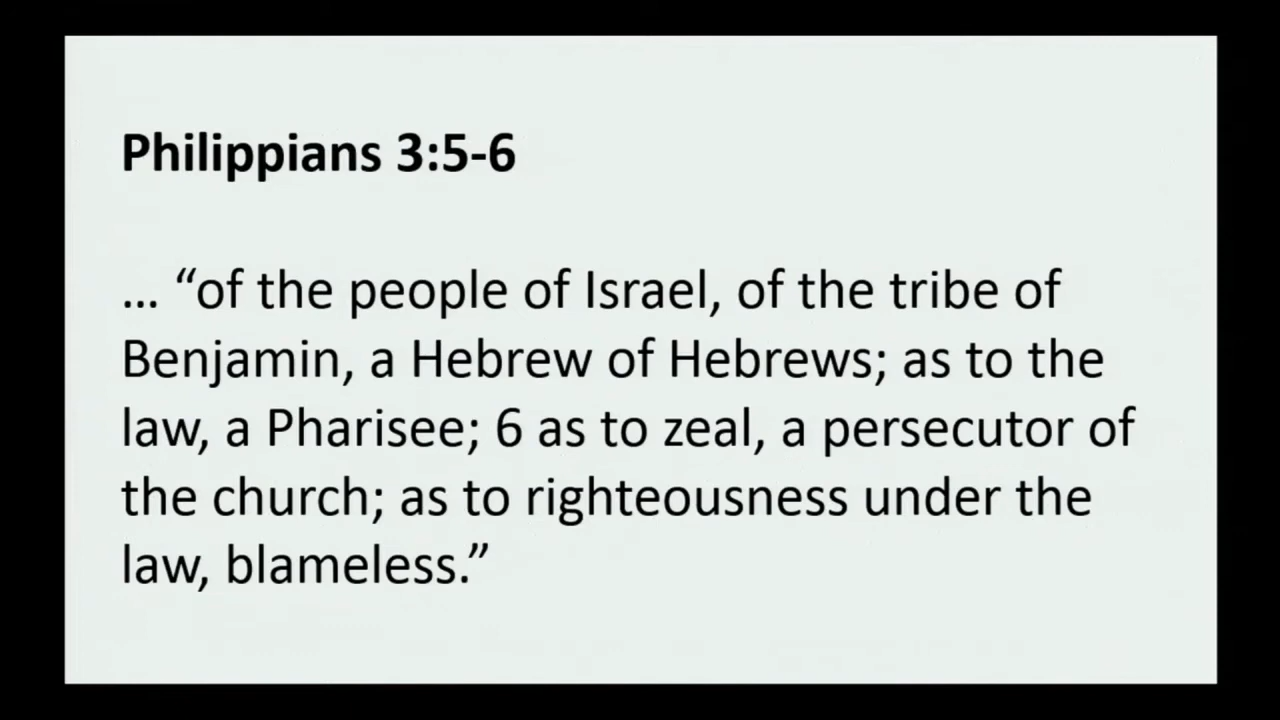 Philippians 3:5-6
... “of the people of Israel, of the tribe of
Benjamin, a Hebrew of Hebrews; as to the
law, a Pharisee; 6 as to zeal, a persecutor of
the church; as to righteousness under the
law, blameless.”